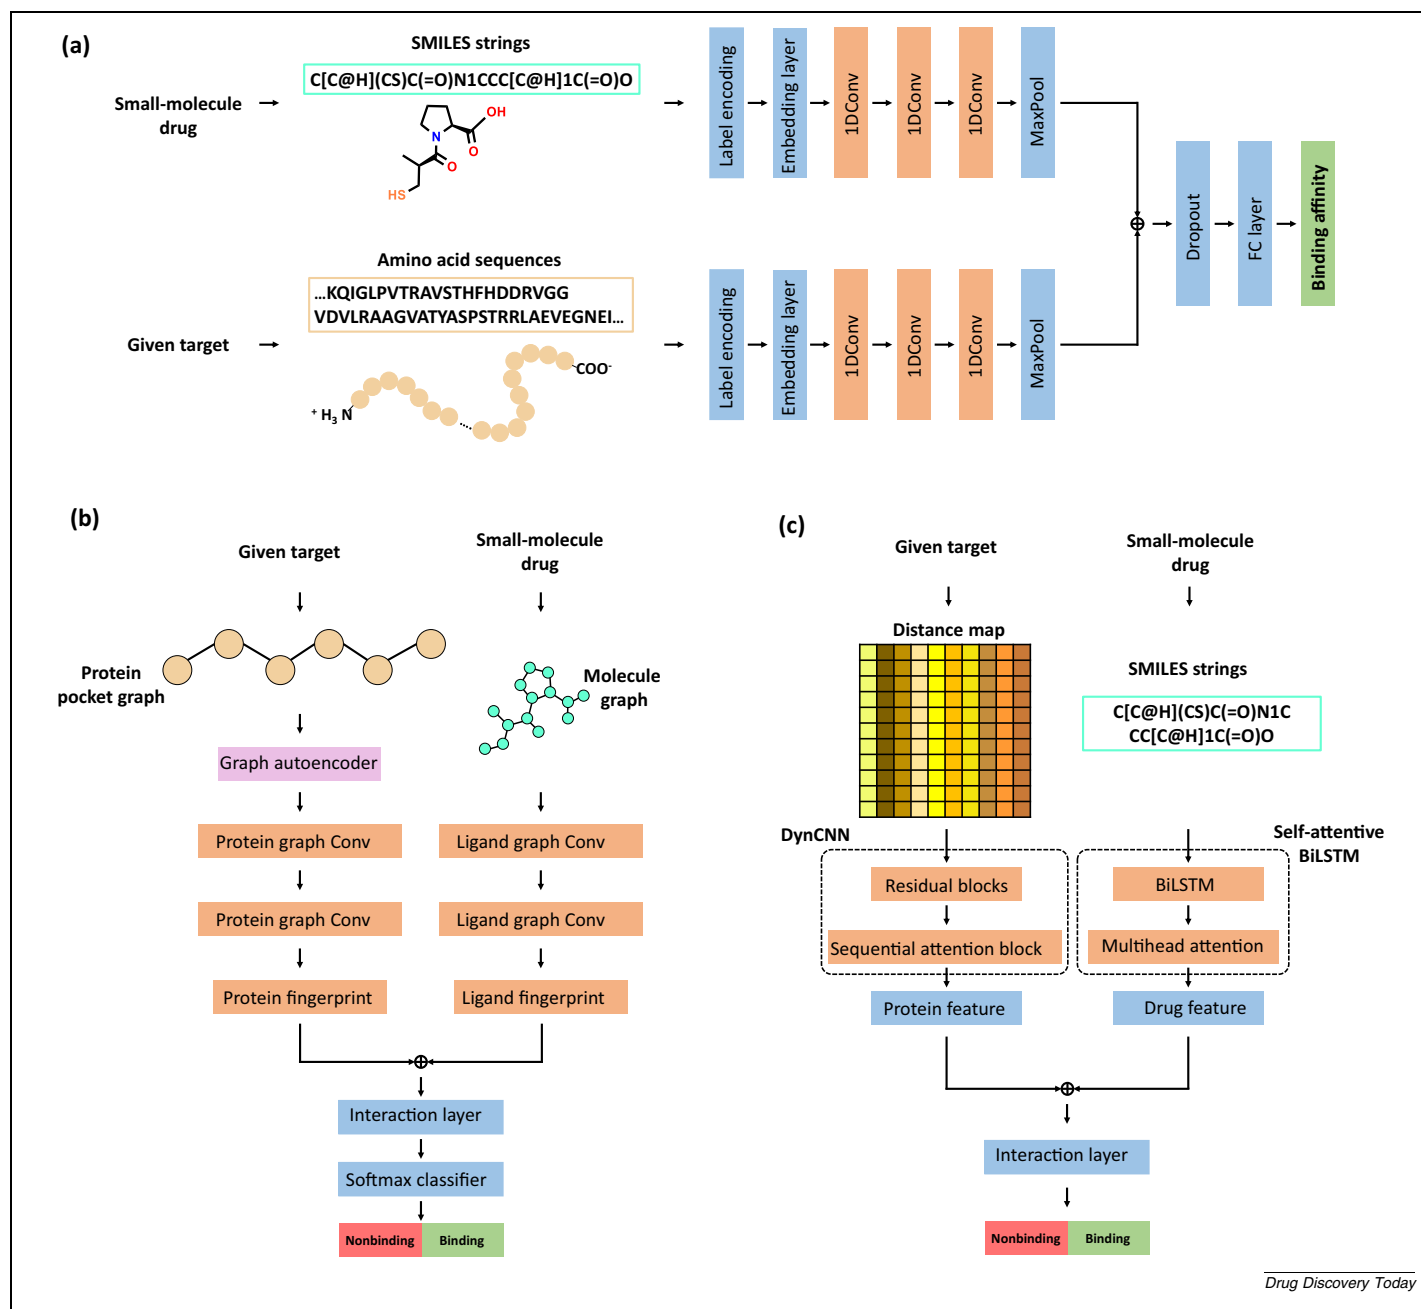 (a)
SMILES strings
C[C@H](CS)C(=O)N1CCC[C@H]1C(=O)O
Small-molecule
drug
OH
N
O
O
HS
Label encoding
Embedding layer
1DConv
1DConv
1DConv
MaxPool
Amino acid sequences
...KQIGLPVTRAVSTHFHDDRVGG
VDVLRAAGVATYASPSTRRLAEVEGNEI...
Given target
+ H3 N
COO-
Label encoding
Embedding layer
1DConv
1DConv
1DConv
MaxPool
Dropout
FC layer
Binding affinity
(b)
Given target
Small-molecule
drug
Protein
pocket graph
Molecule
graph
Graph autoencoder
Protein graph Conv
Ligand graph Conv
Protein graph Conv
Ligand graph Conv
Protein fingerprint
Ligand fingerprint
Interaction layer
Softmax classifier
Nonbinding
Binding
(c)
Given target
Small-molecule
drug
Distance map
SMILES strings
C[C@H](CS)C(=O)N1C
CC[C@H]1C(=O)O
DynCNN
Self-attentive
BiLSTM
Residual blocks
BiLSTM
Sequential attention block
Multihead attention
Protein feature
Drug feature
Interaction layer
Nonbinding
Binding
Drug Discovery Today